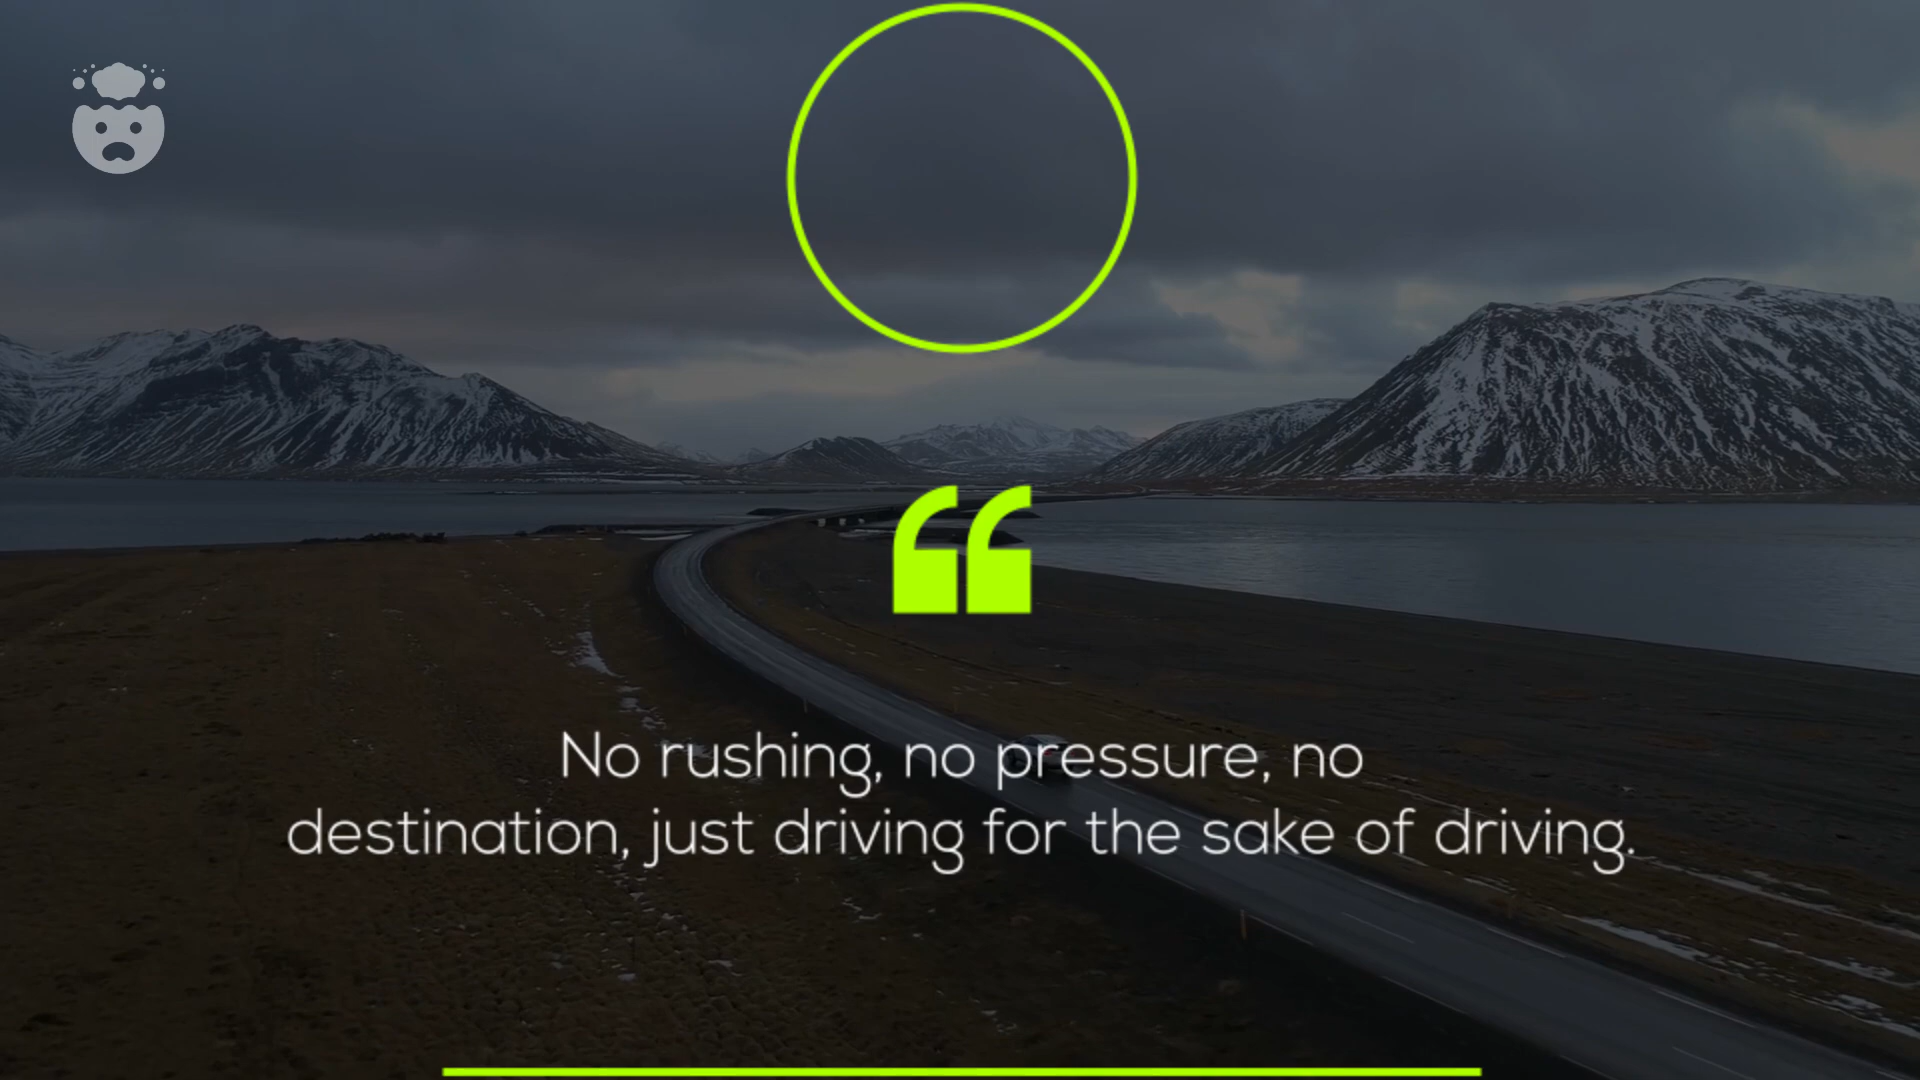 No rushing, no pressure, no
destination, just driving for the sake of driving.